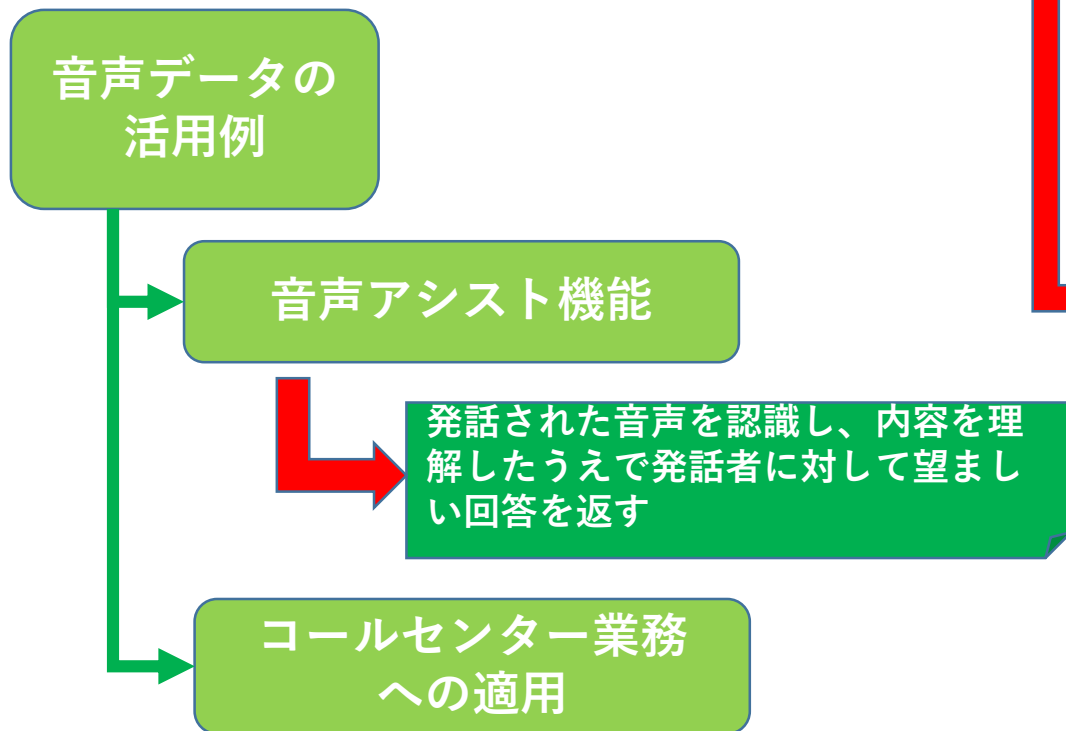 音声データの
活用例
音声アシスト機能
発話された音声を認識し、内容を理
解したうえで発話者に対して望まし
い回答を返す
コールセンター業務
への適用